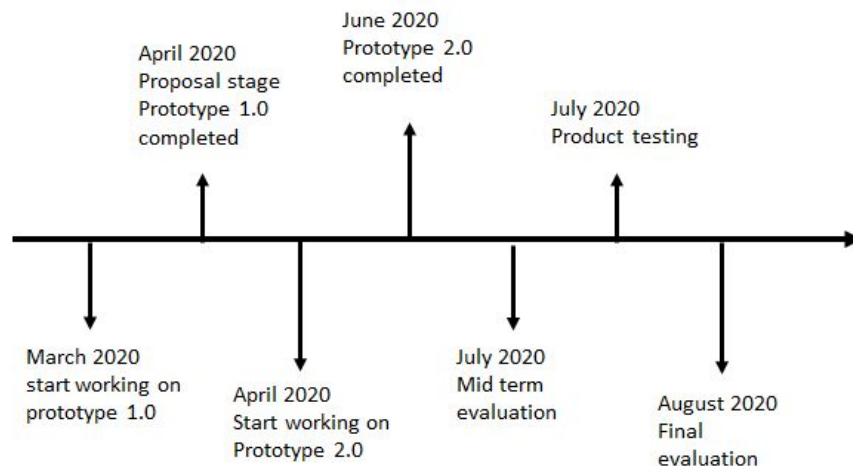 April 2020
Proposal stage
Prototype 1.0
completed
June 2020
Prototype 2.0
completed
July 2020
Product testing
March 2020
start working on
prototype 1.0
April 2020
Start working on
Prototype 2.0
July 2020
Mid term
evaluation
August 2020
Final
evaluation